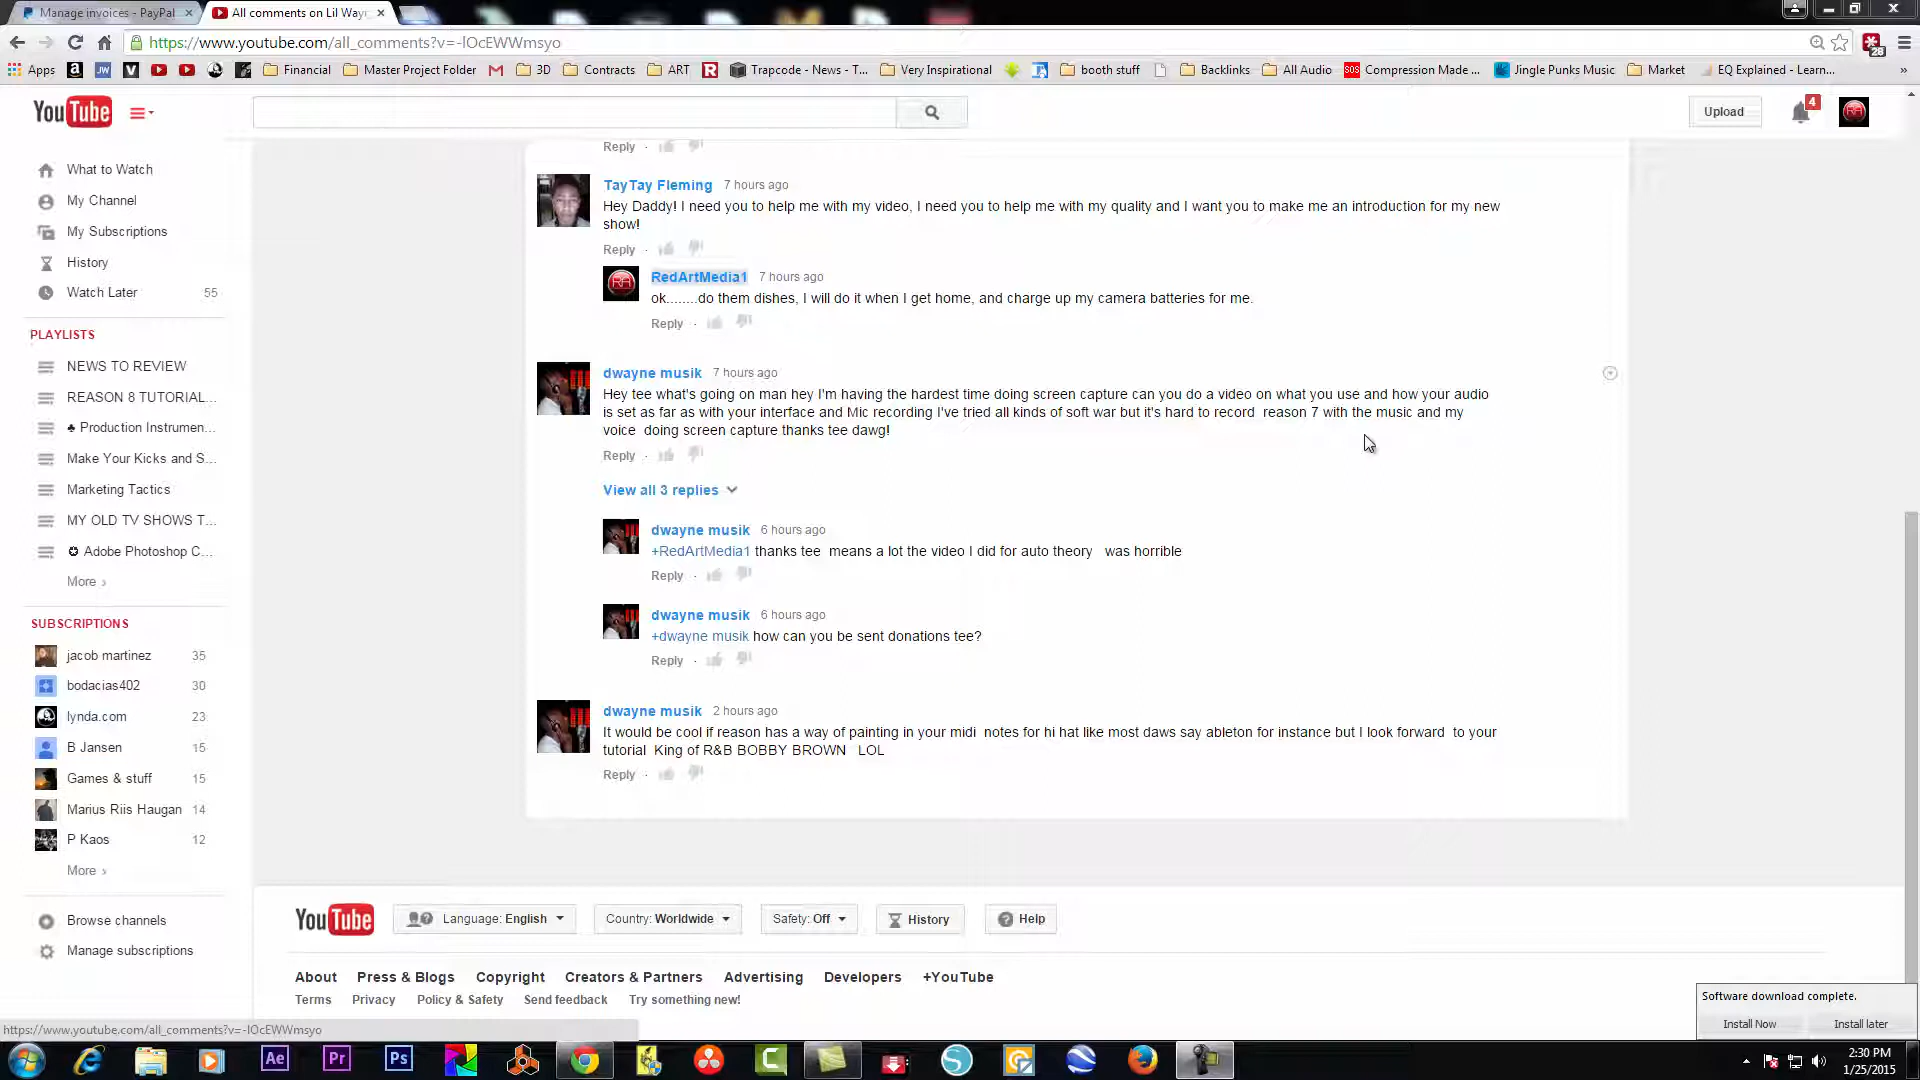 Manage invoices - PayPal
All comments on Lil Wayn
https://www.youtube.com/all_comments?v=-lOcEWWmsyo
28
Apps
JW
Financial
Master Project Folder
3D
Contracts
ART
Trapcode - News - T...
Very Inspirational
booth stuff
Backlinks
All Audio
SOS
Compression Made ...
Jingle Punks Music
Market
EQ Explained - Learn...
»
YouTube
Upload
4
What to Watch
My Channel
My Subscriptions
History
Watch Later 55
PLAYLISTS
NEWS TO REVIEW
REASON 8 TUTORIAL...
♣ Production Instrumen...
Make Your Kicks and S...
Marketing Tactics
MY OLD TV SHOWS T...
✪ Adobe Photoshop C...
More ›
SUBSCRIPTIONS
jacob martinez 35
bodacias402 30
lynda.com 23
B Jansen 15
Games & stuff 15
Marius Riis Haugan 14
P Kaos 12
More ›
Browse channels
Manage subscriptions
Reply ·
TayTay Fleming 7 hours ago
Hey Daddy! I need you to help me with my video, I need you to help me with my quality and I want you to make me an introduction for my new
show!
Reply ·
RedArtMedia1 7 hours ago
ok........do them dishes, I will do it when I get home, and charge up my camera batteries for me.
Reply ·
dwayne musik 7 hours ago
Hey tee what's going on man hey I'm having the hardest time doing screen capture can you do a video on what you use and how your audio
is set as far as with your interface and Mic recording I've tried all kinds of soft war but it's hard to record reason 7 with the music and my
voice doing screen capture thanks tee dawg!
Reply ·
View all 3 replies
dwayne musik 6 hours ago
+RedArtMedia1 thanks tee means a lot the video I did for auto theory was horrible
Reply ·
dwayne musik 6 hours ago
+dwayne musik how can you be sent donations tee?
Reply ·
dwayne musik 2 hours ago
It would be cool if reason has a way of painting in your midi notes for hi hat like most daws say ableton for instance but I look forward to your
tutorial King of R&B BOBBY BROWN LOL
Reply ·
YouTube
Language: English
Country: Worldwide
Safety: Off
History
Help
About Press & Blogs Copyright Creators & Partners Advertising Developers +YouTube
Terms Privacy Policy & Safety Send feedback Try something new!
Software download complete.
Install Now
Install later
https://www.youtube.com/all_comments?v=-lOcEWWmsyo
Ae
Pr
Ps
2:30 PM
1/25/2015